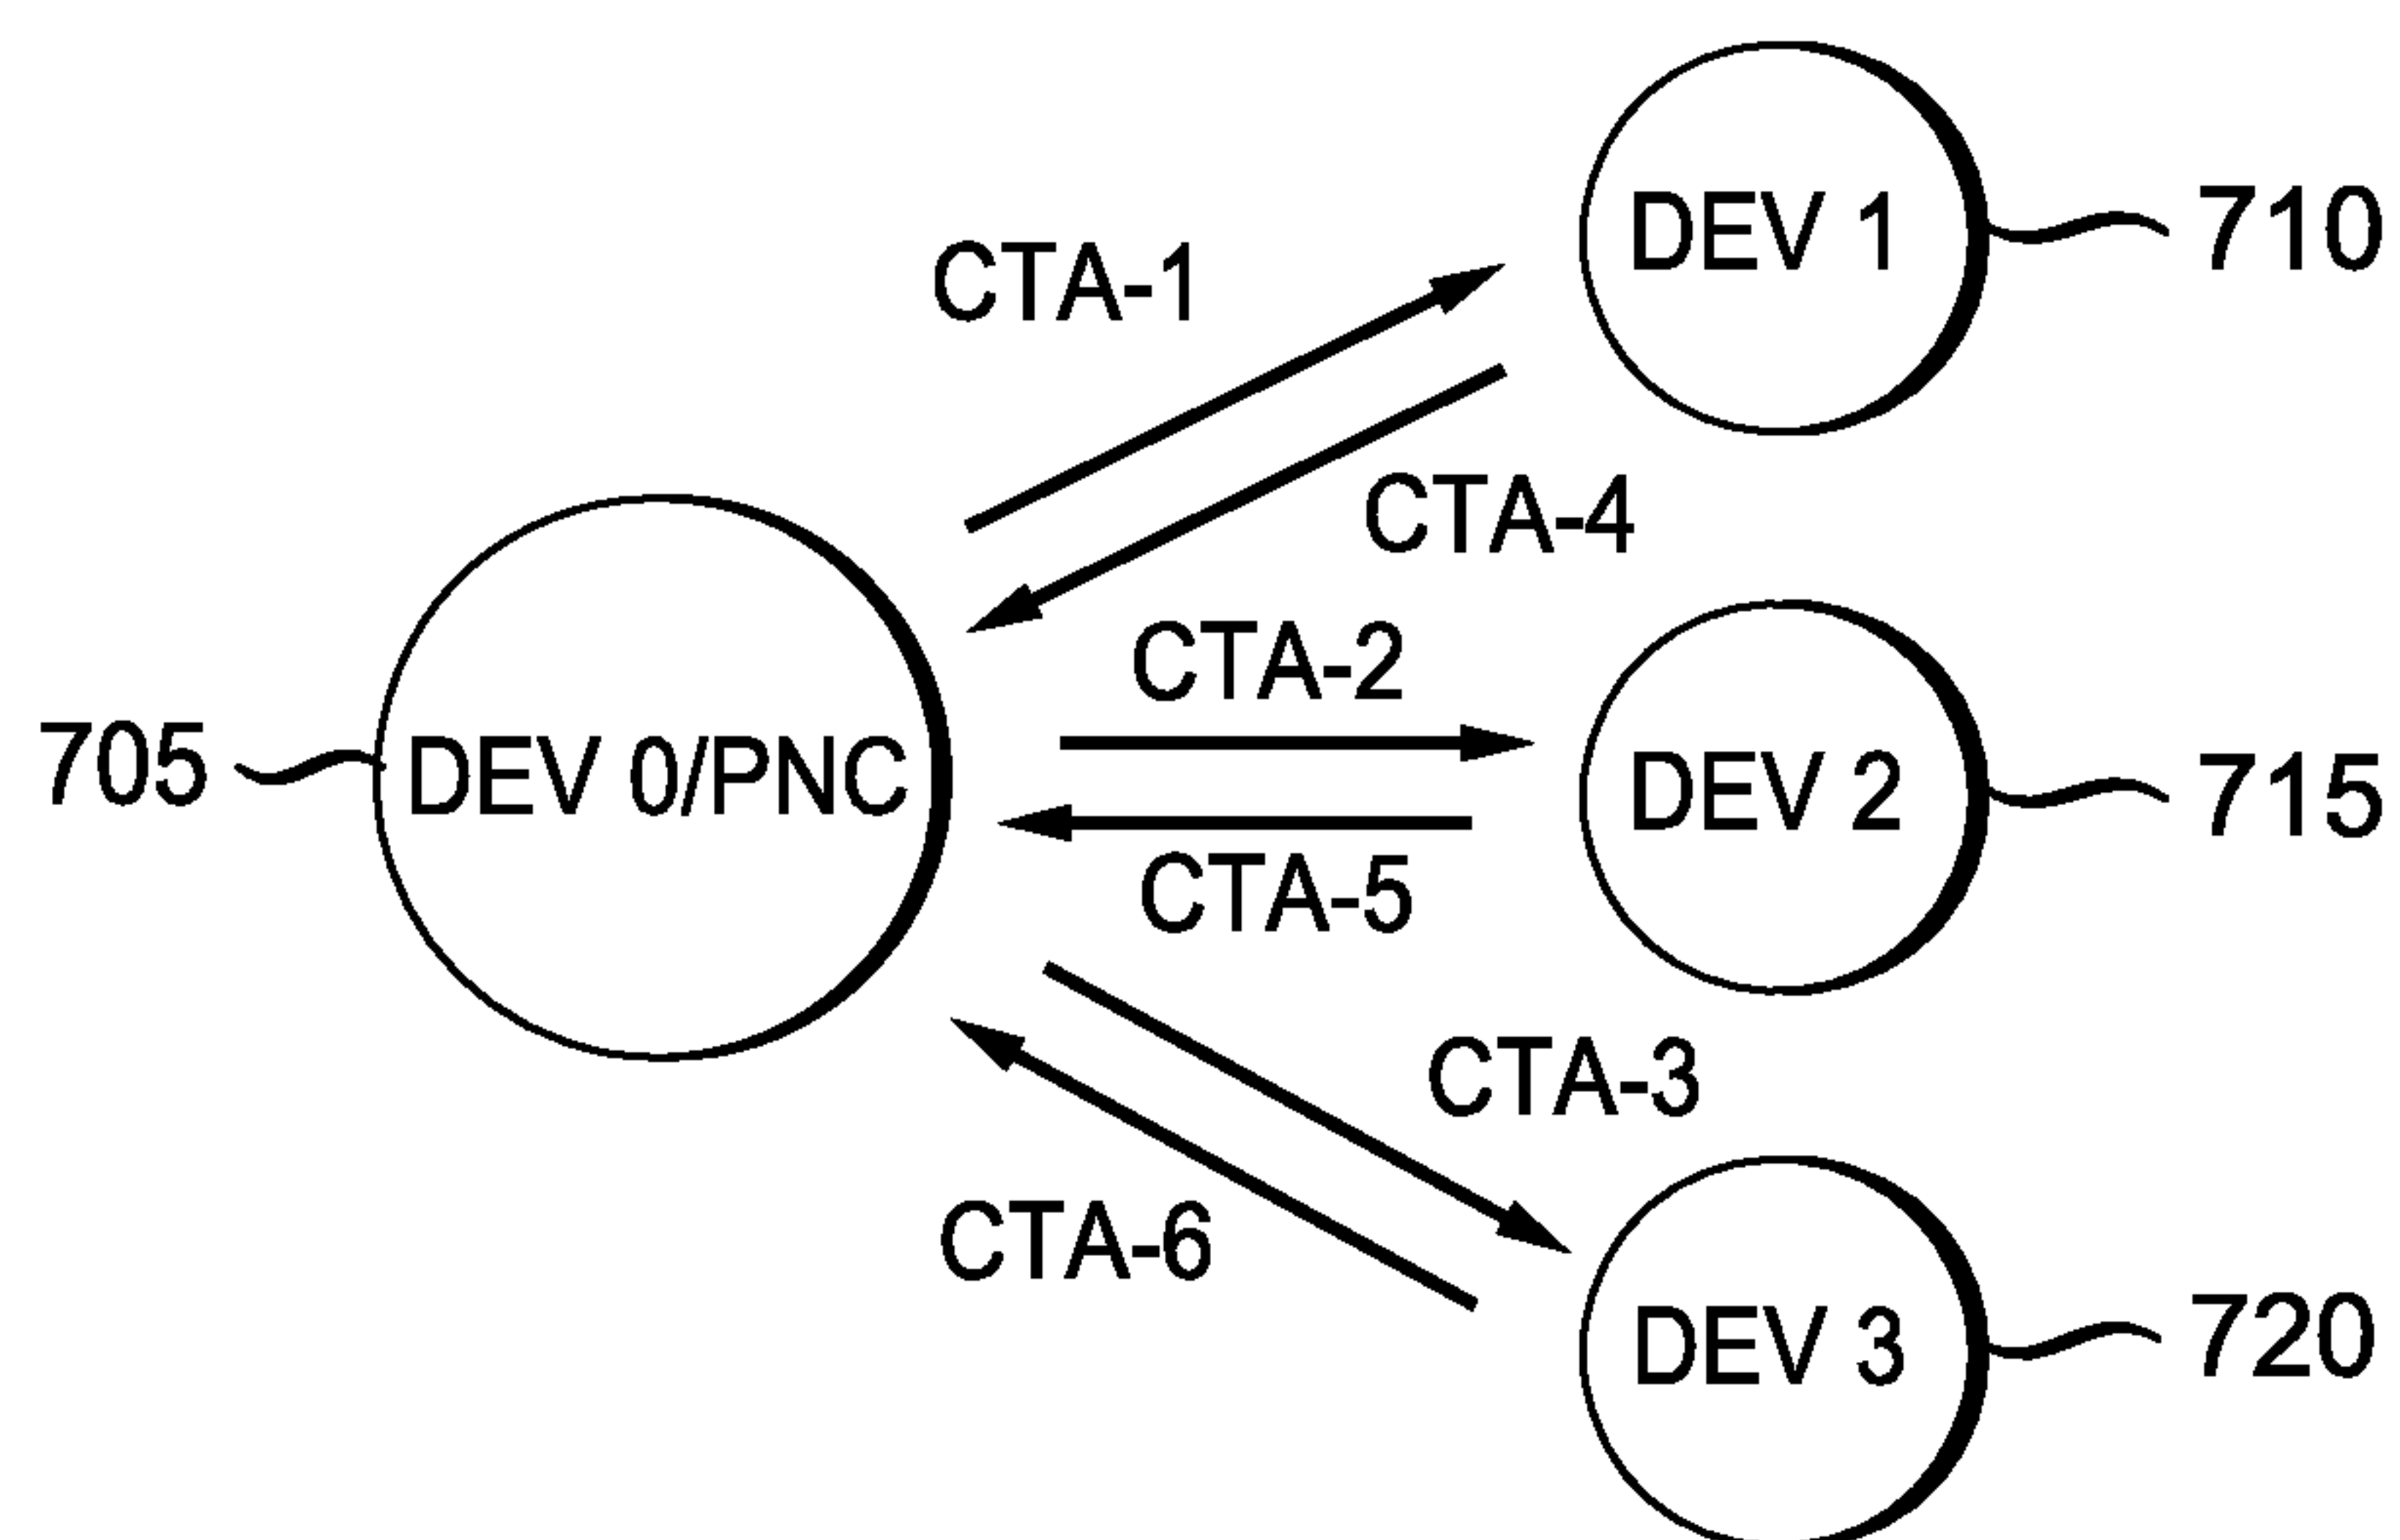 DEV 1
710
CTA-1
CTA-4
CTA-2
705
DEV 0/PNC
DEV 2
715
CTA-5
CTA-3
CTA-6
DEV 3
720